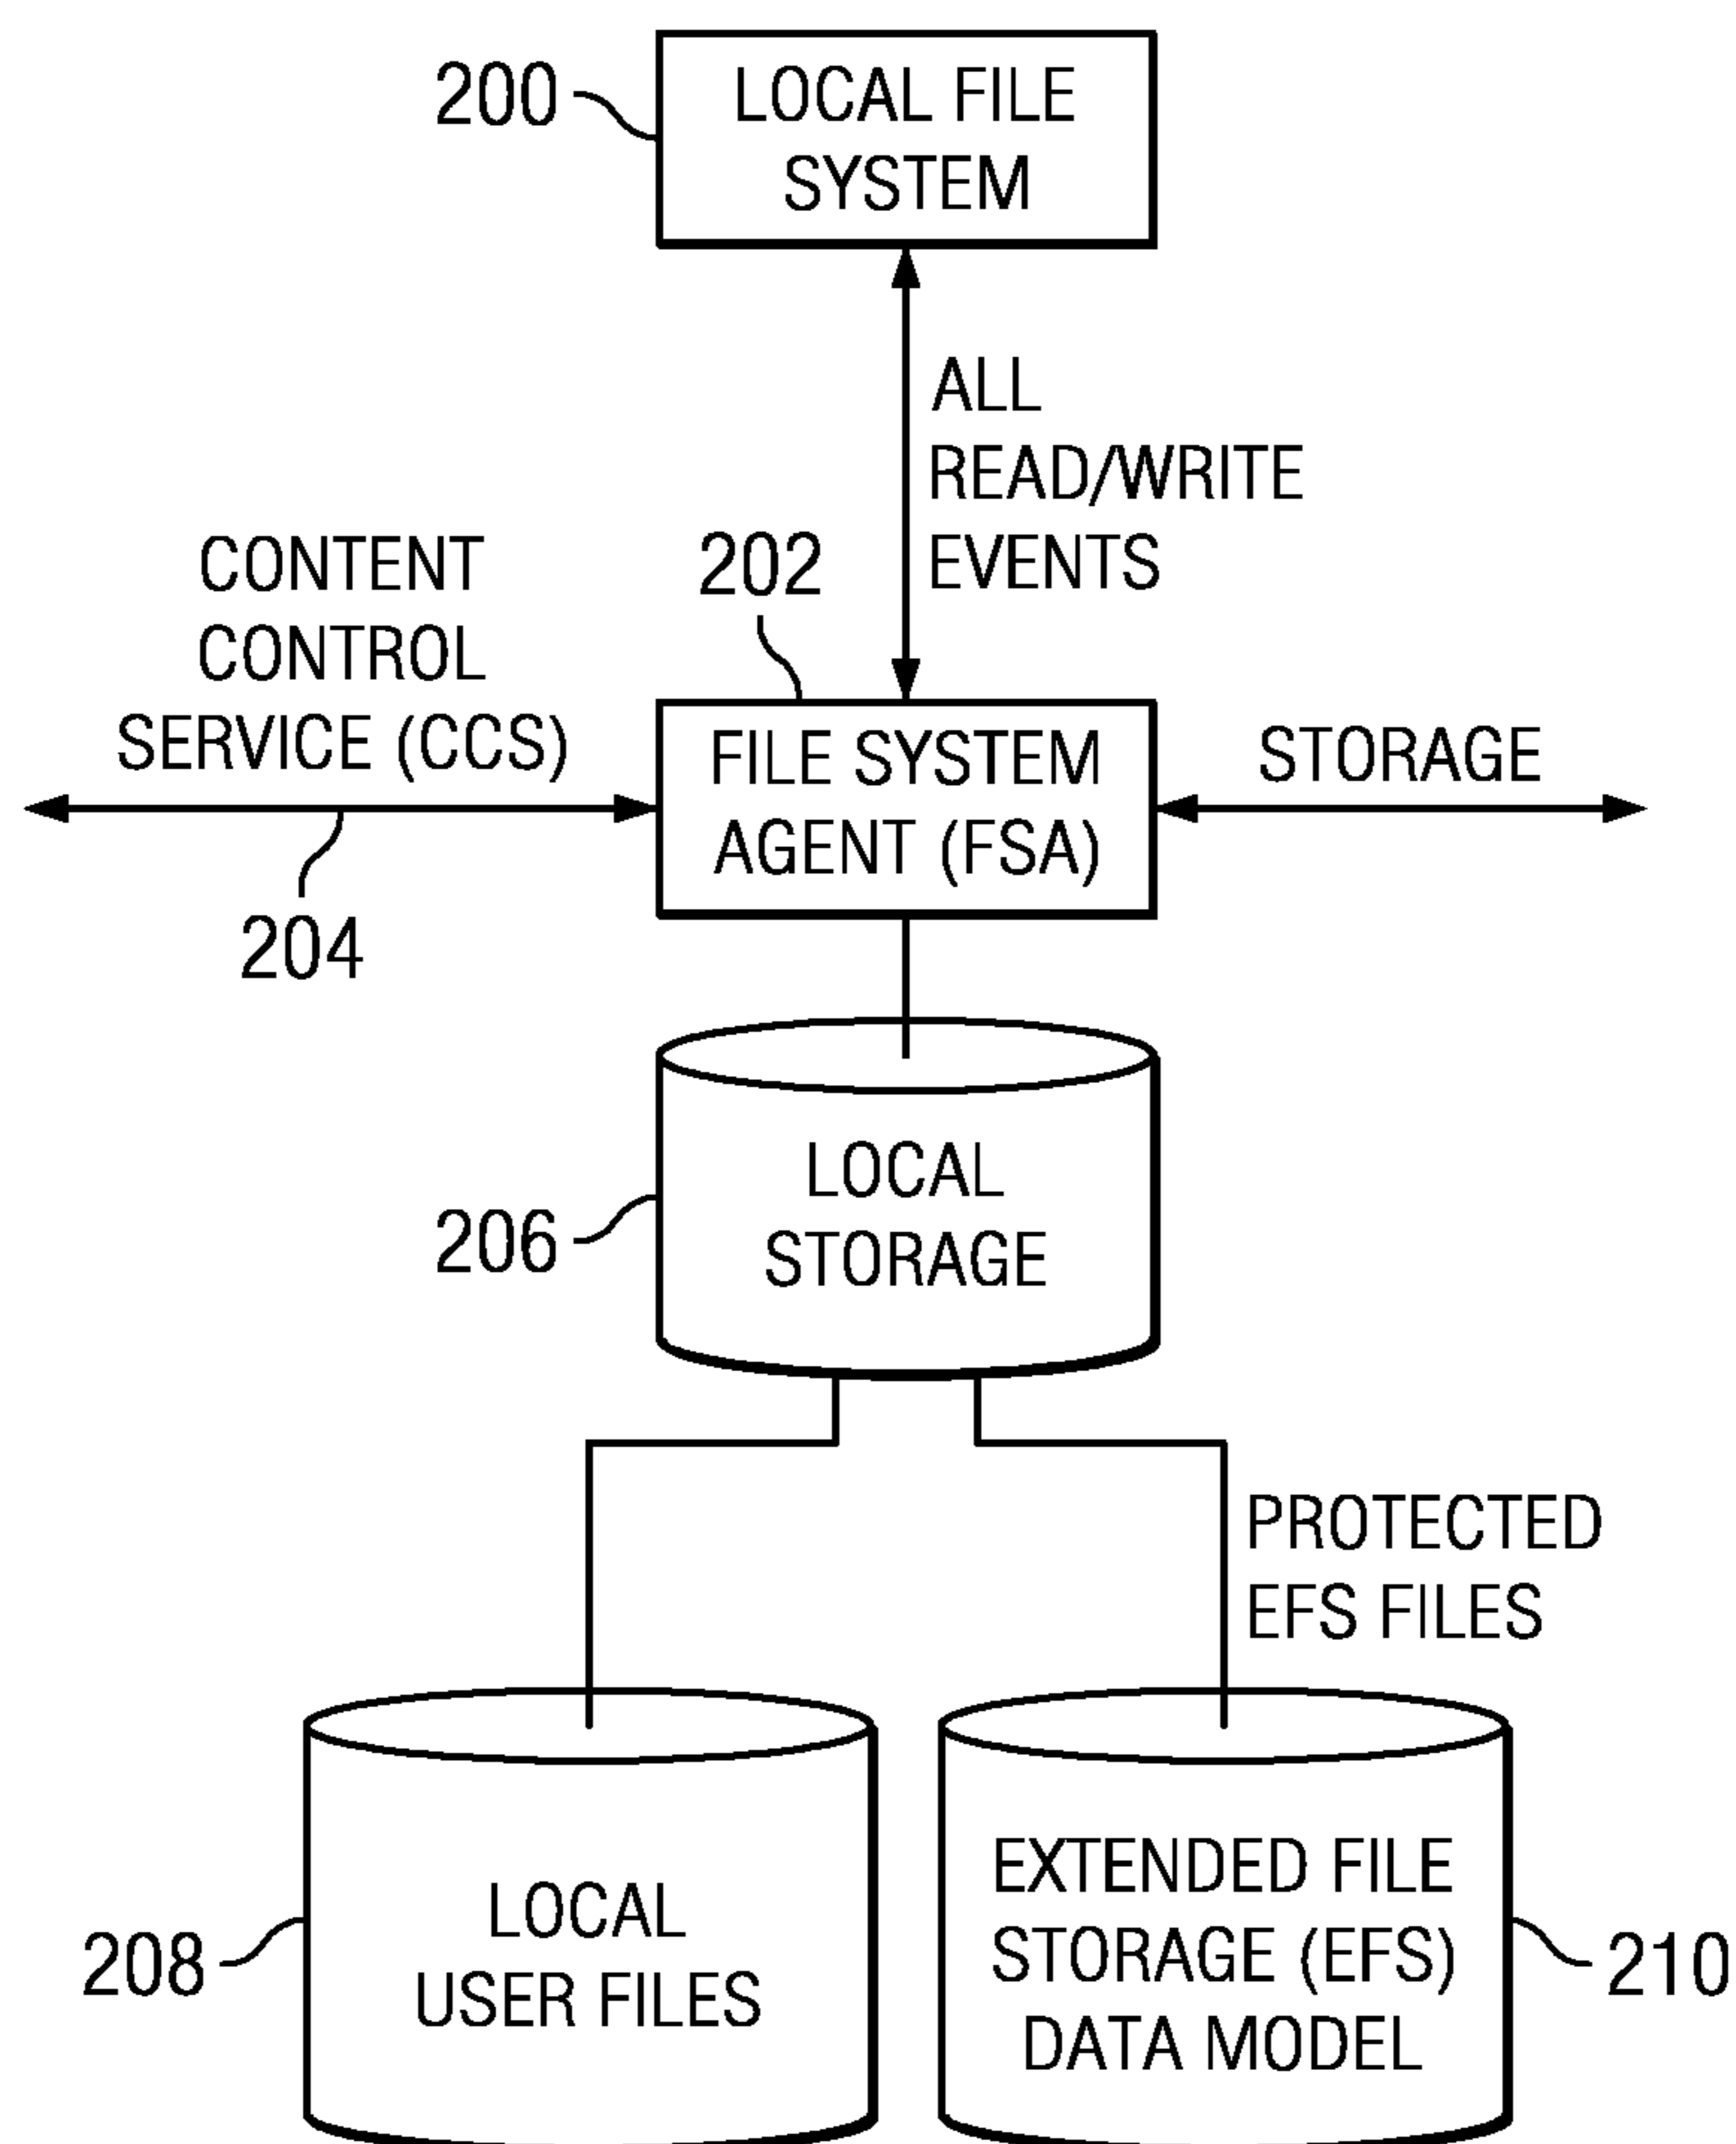 200
LOCAL FILE
SYSTEM
ALL
READ/WRITE
EVENTS
CONTENT
CONTROL
SERVICE (CCS)
202
FILE SYSTEM
AGENT (FSA)
STORAGE
204
LOCAL
STORAGE
206
PROTECTED
EFS FILES
LOCAL
USER FILES
208
EXTENDED FILE
STORAGE (EFS)
DATA MODEL
210